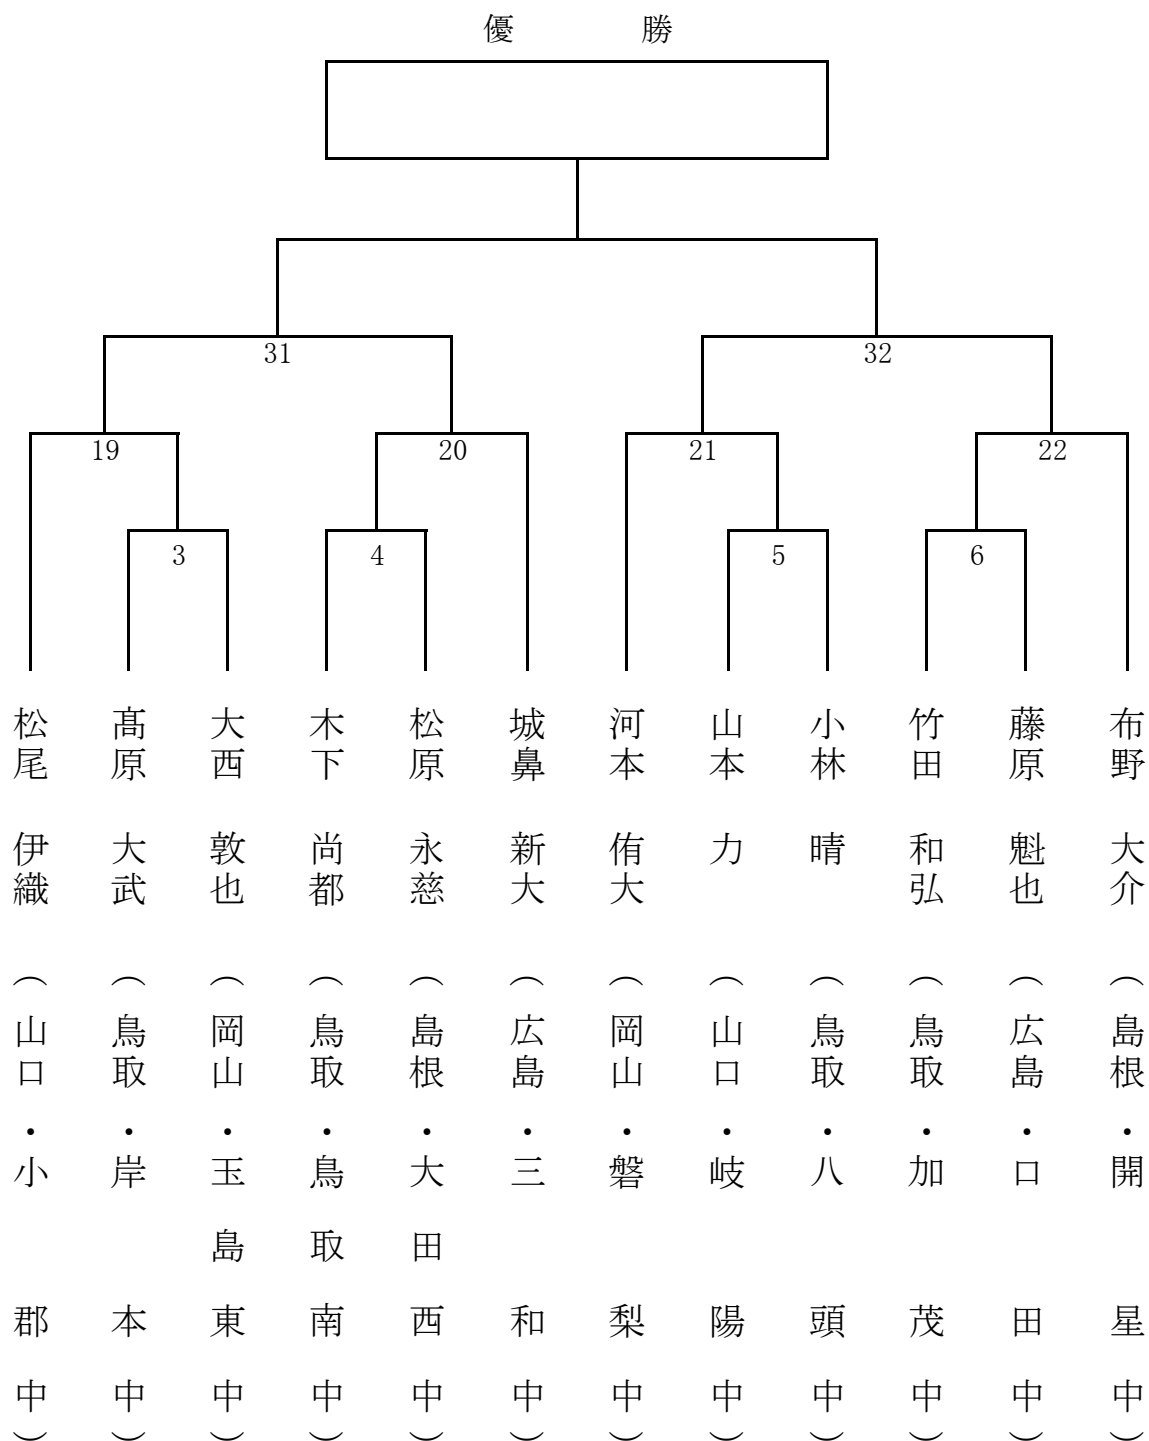 優　勝
31
32
19
20
21
22
3
4
5
6
松尾　伊織（山口・小郡中）
髙原　大武（鳥取・岸本中）
大西　敦也（岡山・玉島東中）
木下　尚都（鳥取・鳥取南中）
松原　永慈（島根・大田西中）
城鼻　新大（広島・三和中）
河本　侑大（岡山・磐梨中）
山本　力（山口・岐陽中）
小林　晴（鳥取・八頭中）
竹田　和弘（鳥取・加茂中）
藤原　魁也（広島・口田中）
布野　大介（島根・開星中）